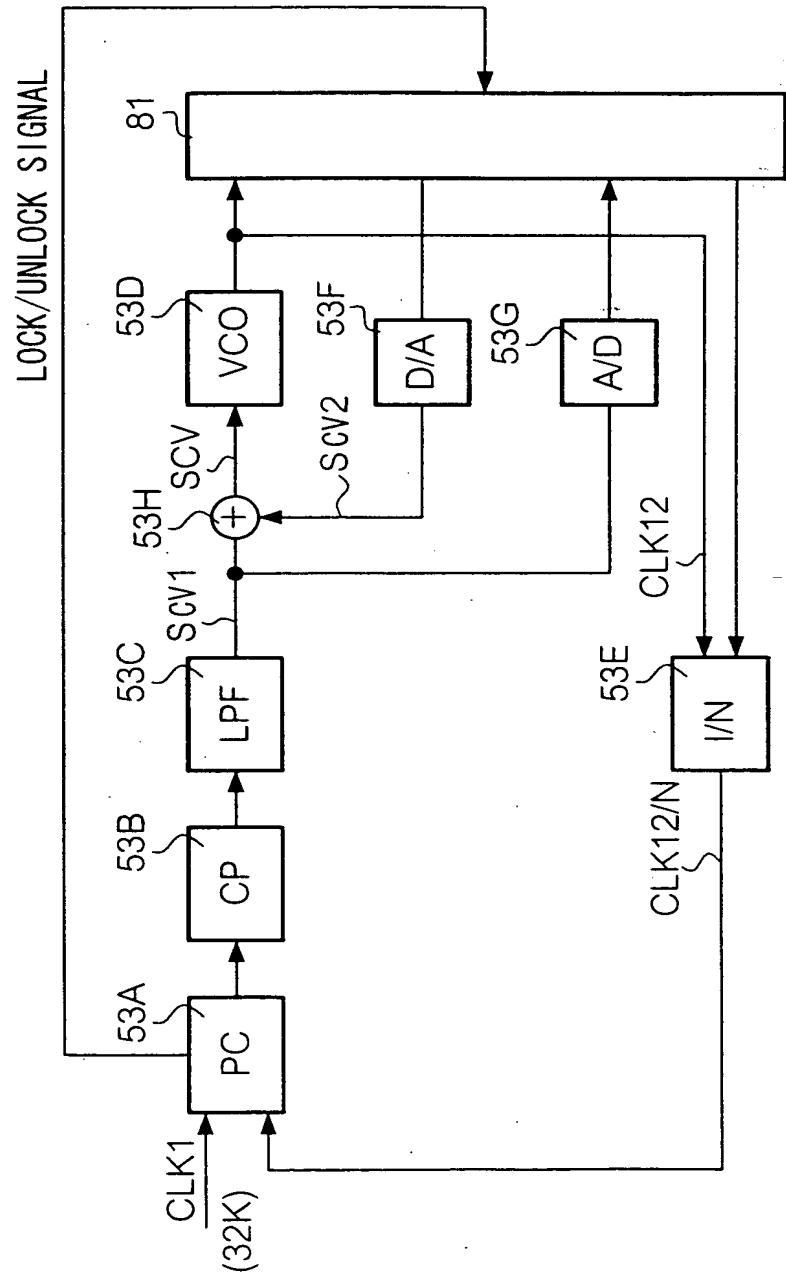 LOCK/UNLOCK SIGNAL
CLK1
(32K)
53A
PC
53B
CP
53C
LPF
SCV1
53H
+
SCV
53D
VCO
81
SCV2
53F
D/A
53G
A/D
CLK12
53E
I/N
CLK12/N